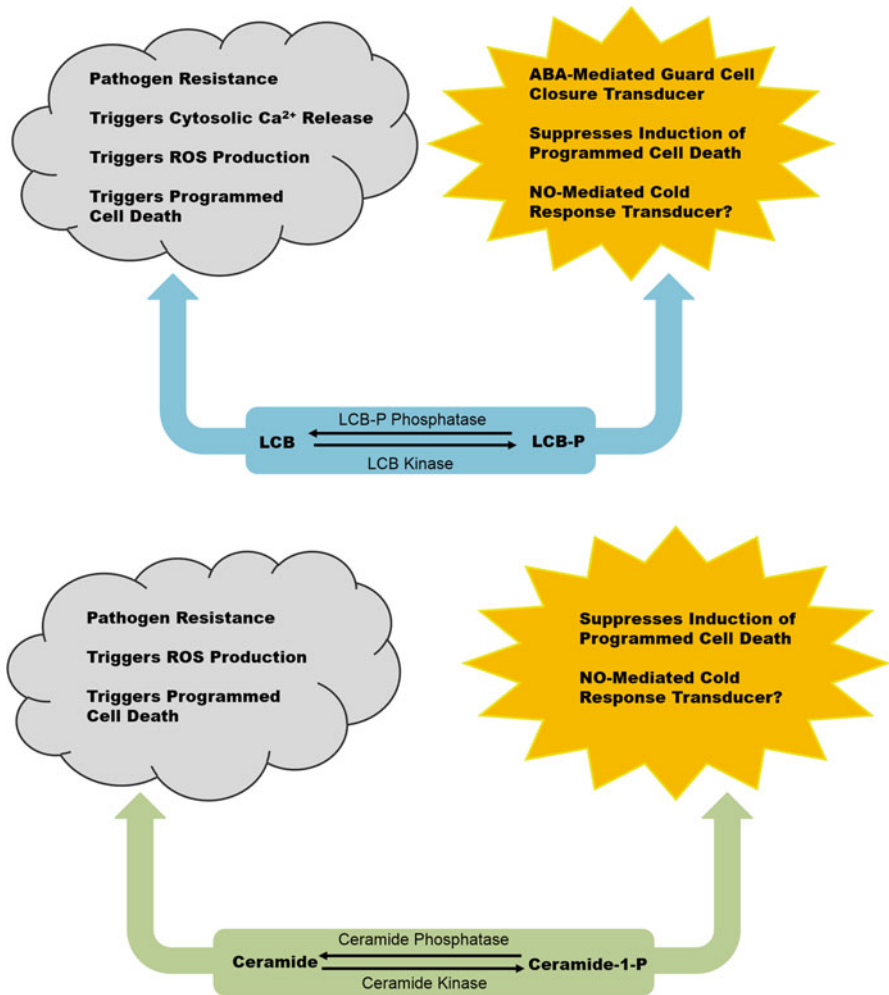 Pathogen Resistance
Triggers Cytosolic Ca²⁺ Release
Triggers ROS Production
Triggers Programmed
Cell Death
ABA-Mediated Guard Cell
Closure Transducer
Suppresses Induction of
Programmed Cell Death
NO-Mediated Cold
Response Transducer?
LCB-P Phosphatase
LCB
LCB-P
LCB Kinase
Pathogen Resistance
Triggers ROS Production
Triggers Programmed
Cell Death
Suppresses Induction of
Programmed Cell Death
NO-Mediated Cold
Response Transducer?
Ceramide Phosphatase
Ceramide
Ceramide-1-P
Ceramide Kinase